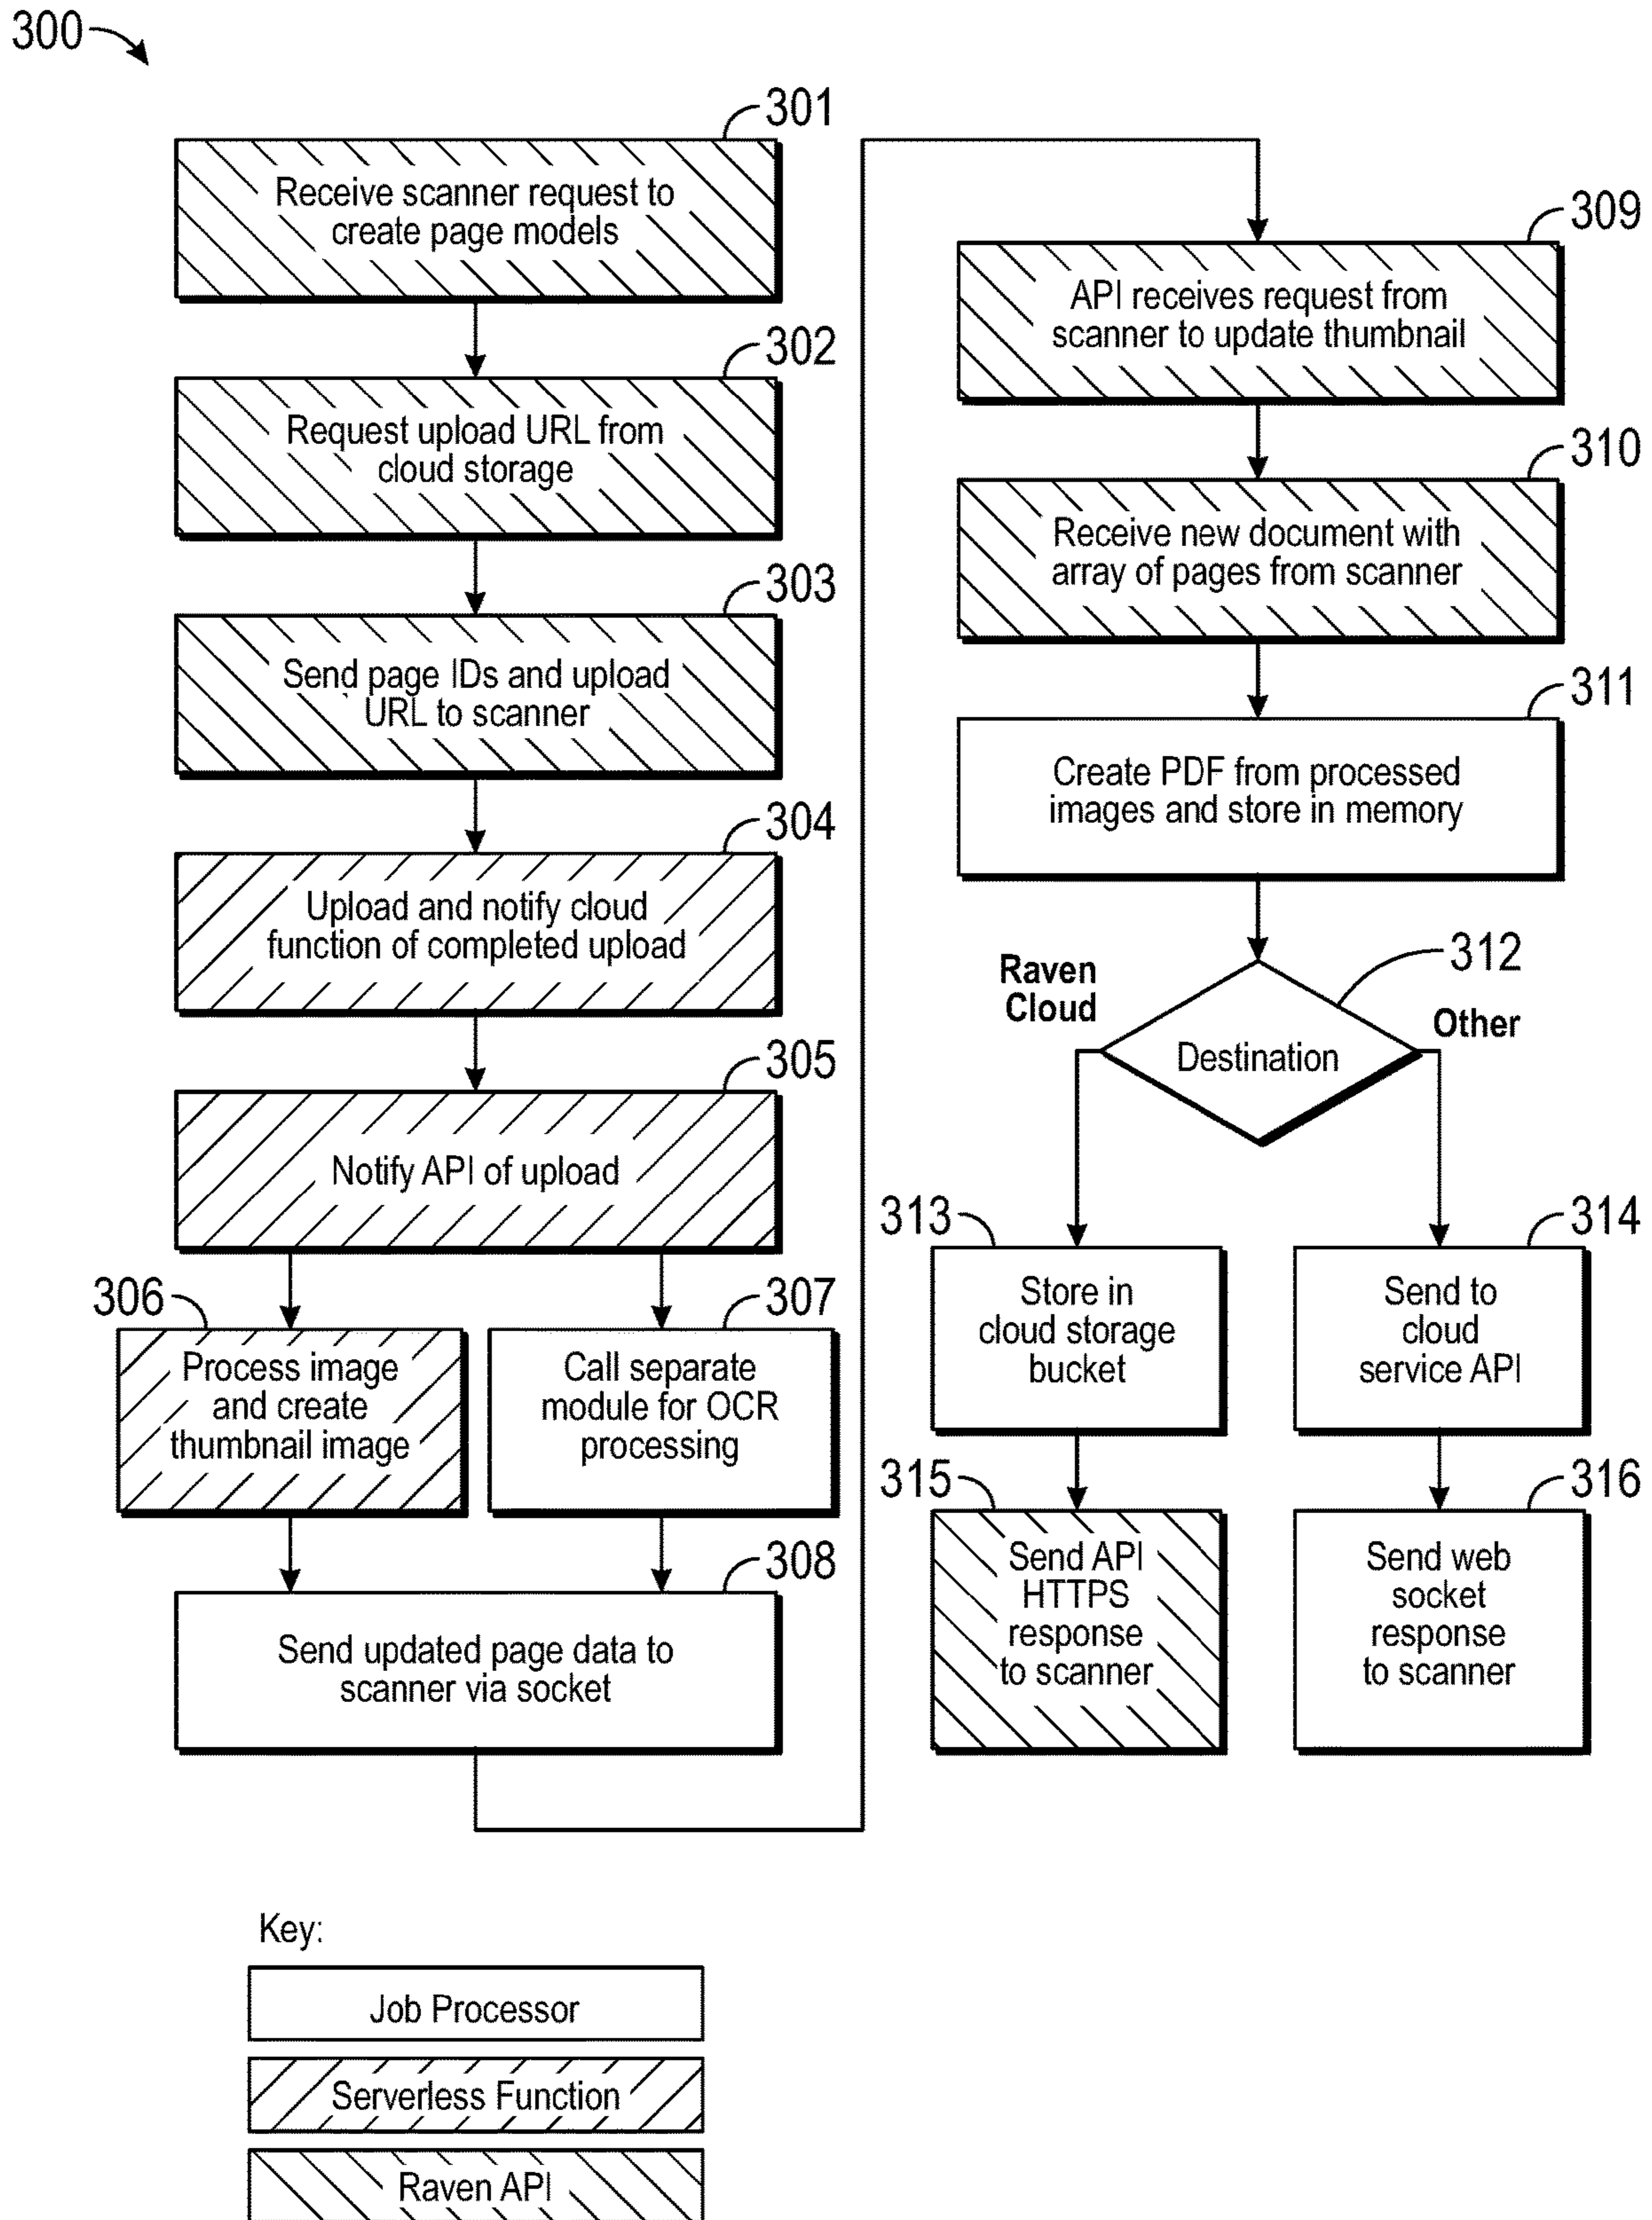 300
301
Receive scanner request to
create page models
302
Request upload URL from
cloud storage
303
Send page IDs and upload
URL to scanner
304
Upload and notify cloud
function of completed upload
305
Notify API of upload
306
Process image
and create
thumbnail image
307
Call separate
module for OCR
processing
308
Send updated page data to
scanner via socket
309
API receives request from
scanner to update thumbnail
310
Receive new document with
array of pages from scanner
311
Create PDF from processed
images and store in memory
312
Raven
Cloud
Destination
Other
313
Store in
cloud storage
bucket
314
Send to
cloud
service API
315
Send API
HTTPS
response
to scanner
316
Send web
socket
response
to scanner
Key:
Job Processor
Serverless Function
Raven API